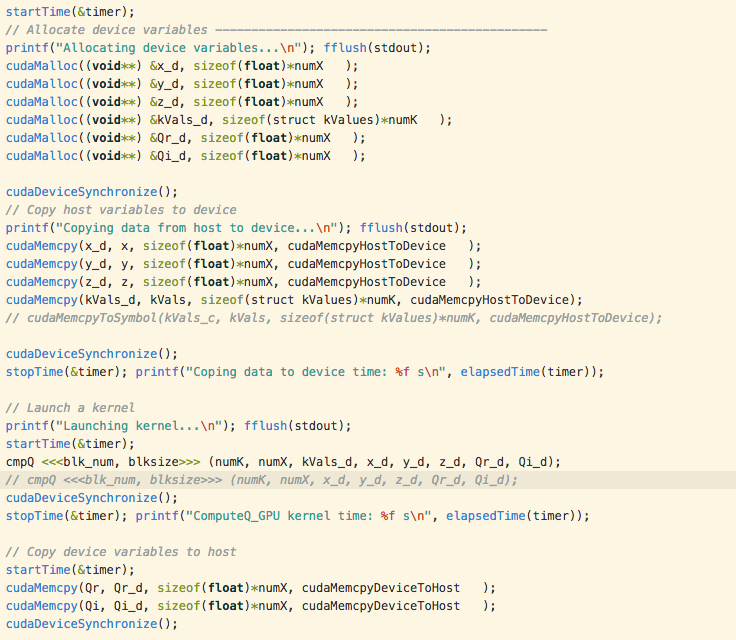 startTime(&timer);
// Allocate device variables ----------------------------------------------
printf("Allocating device variables...\n"); fflush(stdout);
cudaMalloc((void**) &x_d, sizeof(float)*numX   );
cudaMalloc((void**) &y_d, sizeof(float)*numX   );
cudaMalloc((void**) &z_d, sizeof(float)*numX   );
cudaMalloc((void**) &kVals_d, sizeof(struct kValues)*numK   );
cudaMalloc((void**) &Qr_d, sizeof(float)*numX   );
cudaMalloc((void**) &Qi_d, sizeof(float)*numX   );
cudaDeviceSynchronize();
// Copy host variables to device
printf("Copying data from host to device...\n"); fflush(stdout);
cudaMemcpy(x_d, x, sizeof(float)*numX, cudaMemcpyHostToDevice   );
cudaMemcpy(y_d, y, sizeof(float)*numX, cudaMemcpyHostToDevice   );
cudaMemcpy(z_d, z, sizeof(float)*numX, cudaMemcpyHostToDevice   );
cudaMemcpy(kVals_d, kVals, sizeof(struct kValues)*numK, cudaMemcpyHostToDevice);
// cudaMemcpyToSymbol(kVals_c, kVals, sizeof(struct kValues)*numK, cudaMemcpyHostToDevice);
cudaDeviceSynchronize();
stopTime(&timer); printf("Coping data to device time: %f s\n", elapsedTime(timer));
// Launch a kernel
printf("Launching kernel...\n"); fflush(stdout);
startTime(&timer);
cmpQ <<<blk_num, blksize>>> (numK, numX, kVals_d, x_d, y_d, z_d, Qr_d, Qi_d);
// cmpQ <<<blk_num, blksize>>> (numK, numX, x_d, y_d, z_d, Qr_d, Qi_d);
cudaDeviceSynchronize();
stopTime(&timer); printf("ComputeQ_GPU kernel time: %f s\n", elapsedTime(timer));
// Copy device variables to host
startTime(&timer);
cudaMemcpy(Qr, Qr_d, sizeof(float)*numX, cudaMemcpyDeviceToHost   );
cudaMemcpy(Qi, Qi_d, sizeof(float)*numX, cudaMemcpyDeviceToHost   );
cudaDeviceSynchronize();